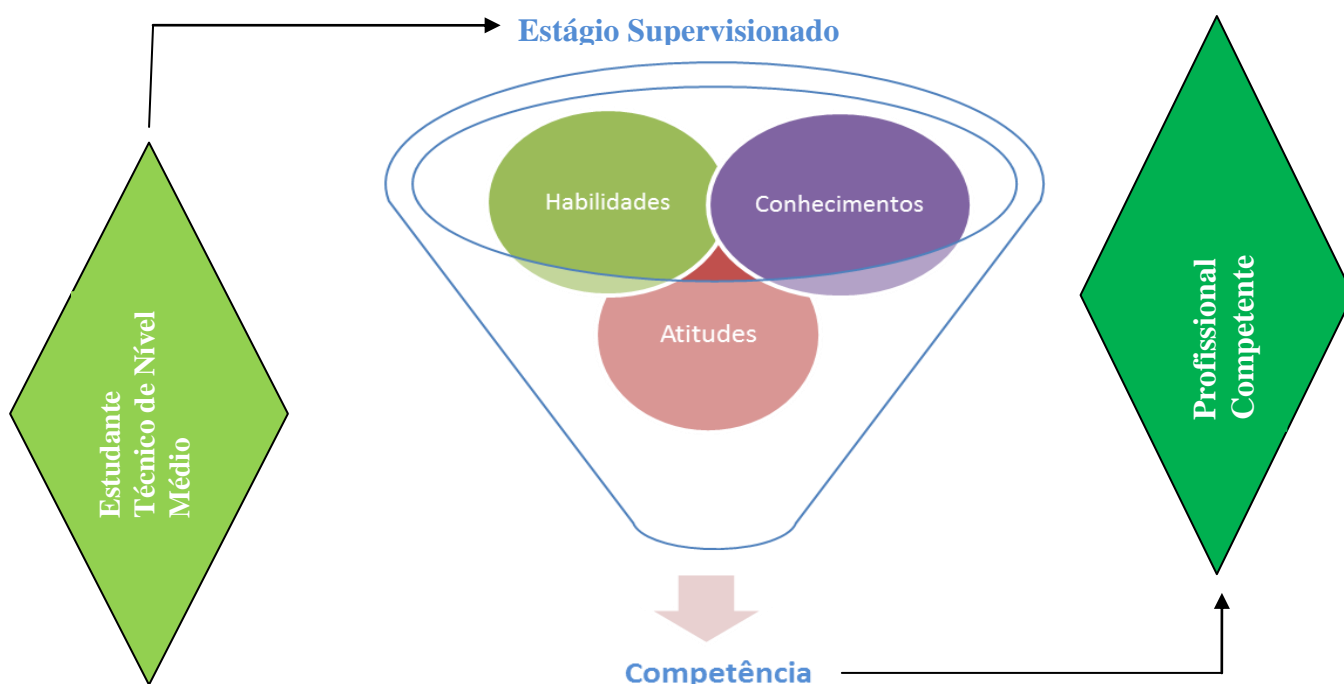 Estágio Supervisionado
Habilidades
Conhecimentos
Atitudes
Estudante
Técnico de Nível
Médio
Profissional
Competente
Competência